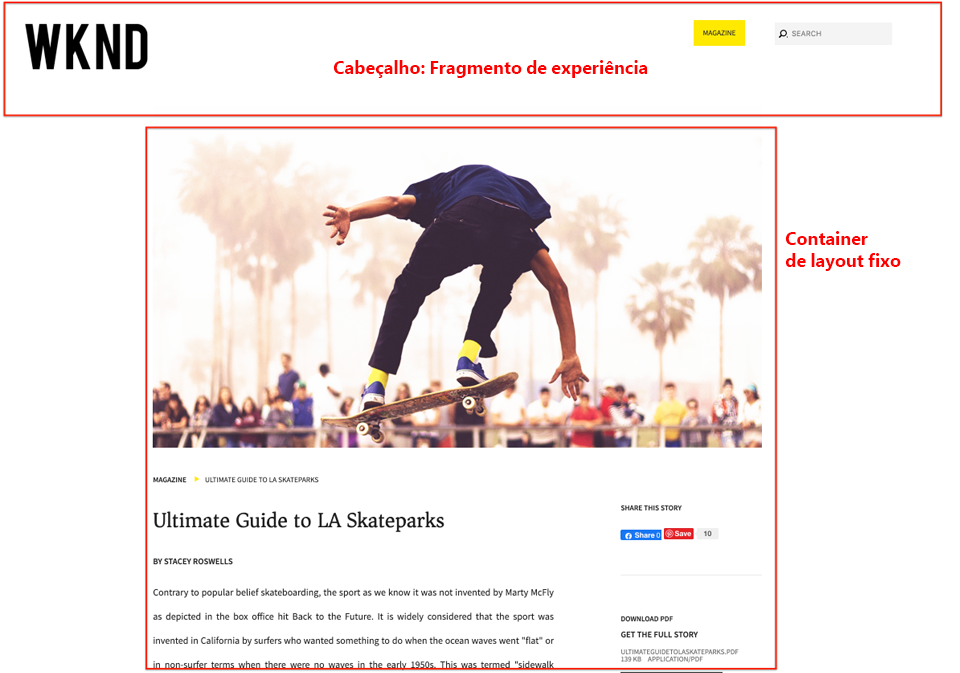 WKND
MAGAZINE
SEARCH
Cabeçalho: Fragmento de experiência
Container
de layout fixo
MAGAZINE ULTIMATE GUIDE TO LA SKATEPARKS
Ultimate Guide to LA Skateparks
BY STACEY ROSWELLS
Contrary to popular belief skateboarding, the sport as we know it was not invented by Marty McFly
as depicted in the box office hit Back to the Future. It is widely considered that the sport was
invented in California by surfers who wanted something to do when the ocean waves went "flat" or
in non-surfer terms when there were no waves in the early 1950s. This was termed "sidewalk
SHARE THIS STORY
Share 0 Save 10
DOWNLOAD PDF
GET THE FULL STORY
ULTIMATEGUIDETOLASKATEPARKS.PDF
139 KB APPLICATION/PDF